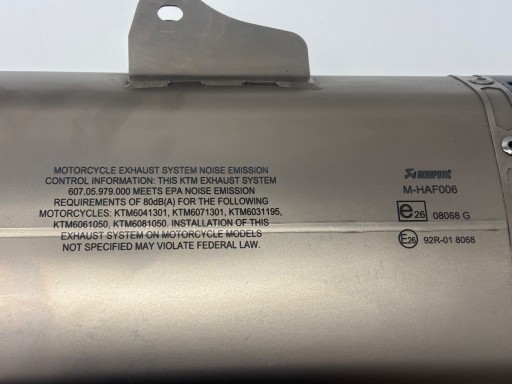 MOTORCYCLE EXHAUST SYSTEM NOISE EMISSION
CONTROL INFORMATION: THIS KTM EXHAUST SYSTEM
607.05.979.000 MEETS EPA NOISE EMISSION
REQUIREMENTS OF 80dB(A) FOR THE FOLLOWING
MOTORCYCLES: KTM6041301, KTM6071301, KTM6031195,
KTM6061050, KTM6081050. INSTALLATION OF THIS
EXHAUST SYSTEM ON MOTORCYCLE MODELS
NOT SPECIFIED MAY VIOLATE FEDERAL LAW.
AKRAPOVIČ
M-HAF006
e26 08068 G
E26 92R-01 8068